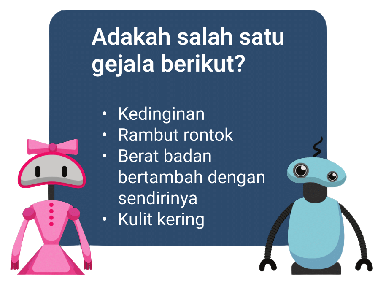 Adakah salah satu
gejala berikut?
• Kedinginan
• Rambut rontok
• Berat badan
bertambah dengan
sendirinya
• Kulit kering